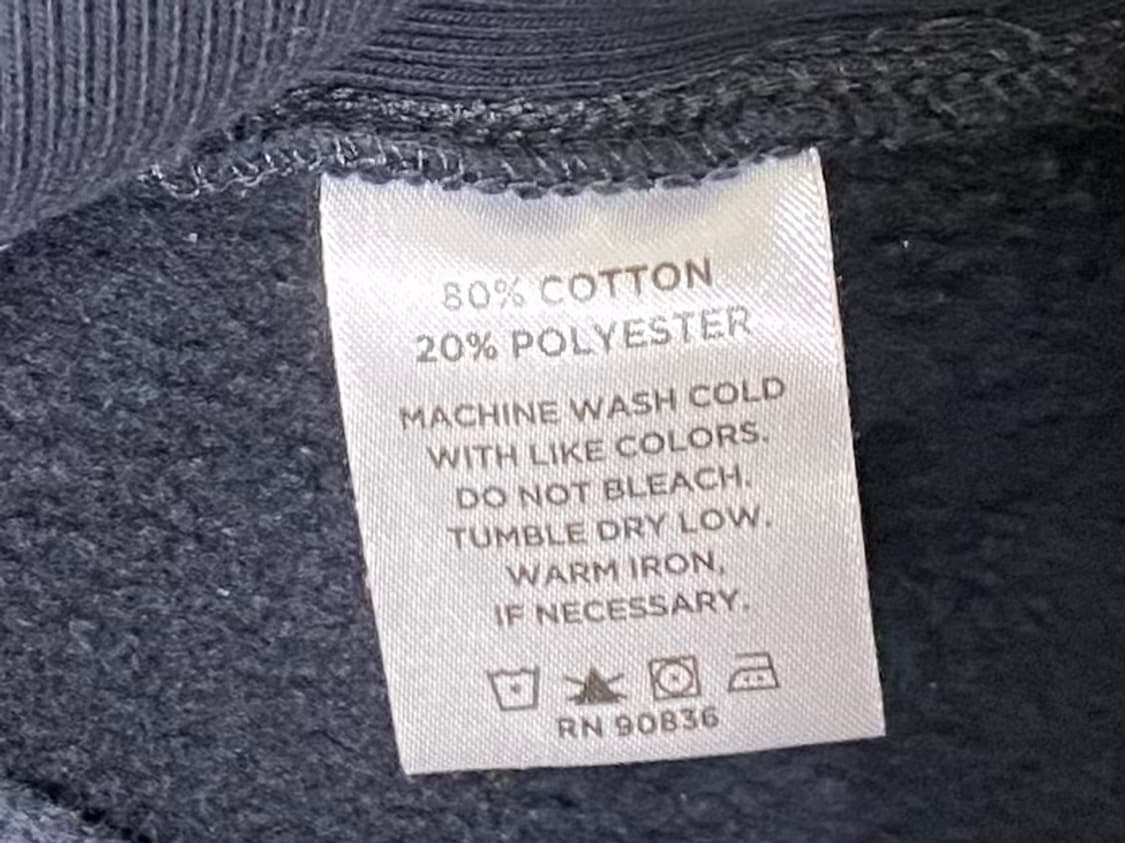 80% COTTON
20% POLYESTER
MACHINE WASH COLD
WITH LIKE COLORS.
DO NOT BLEACH.
TUMBLE DRY LOW.
WARM IRON,
IF NECESSARY.
RN 90836